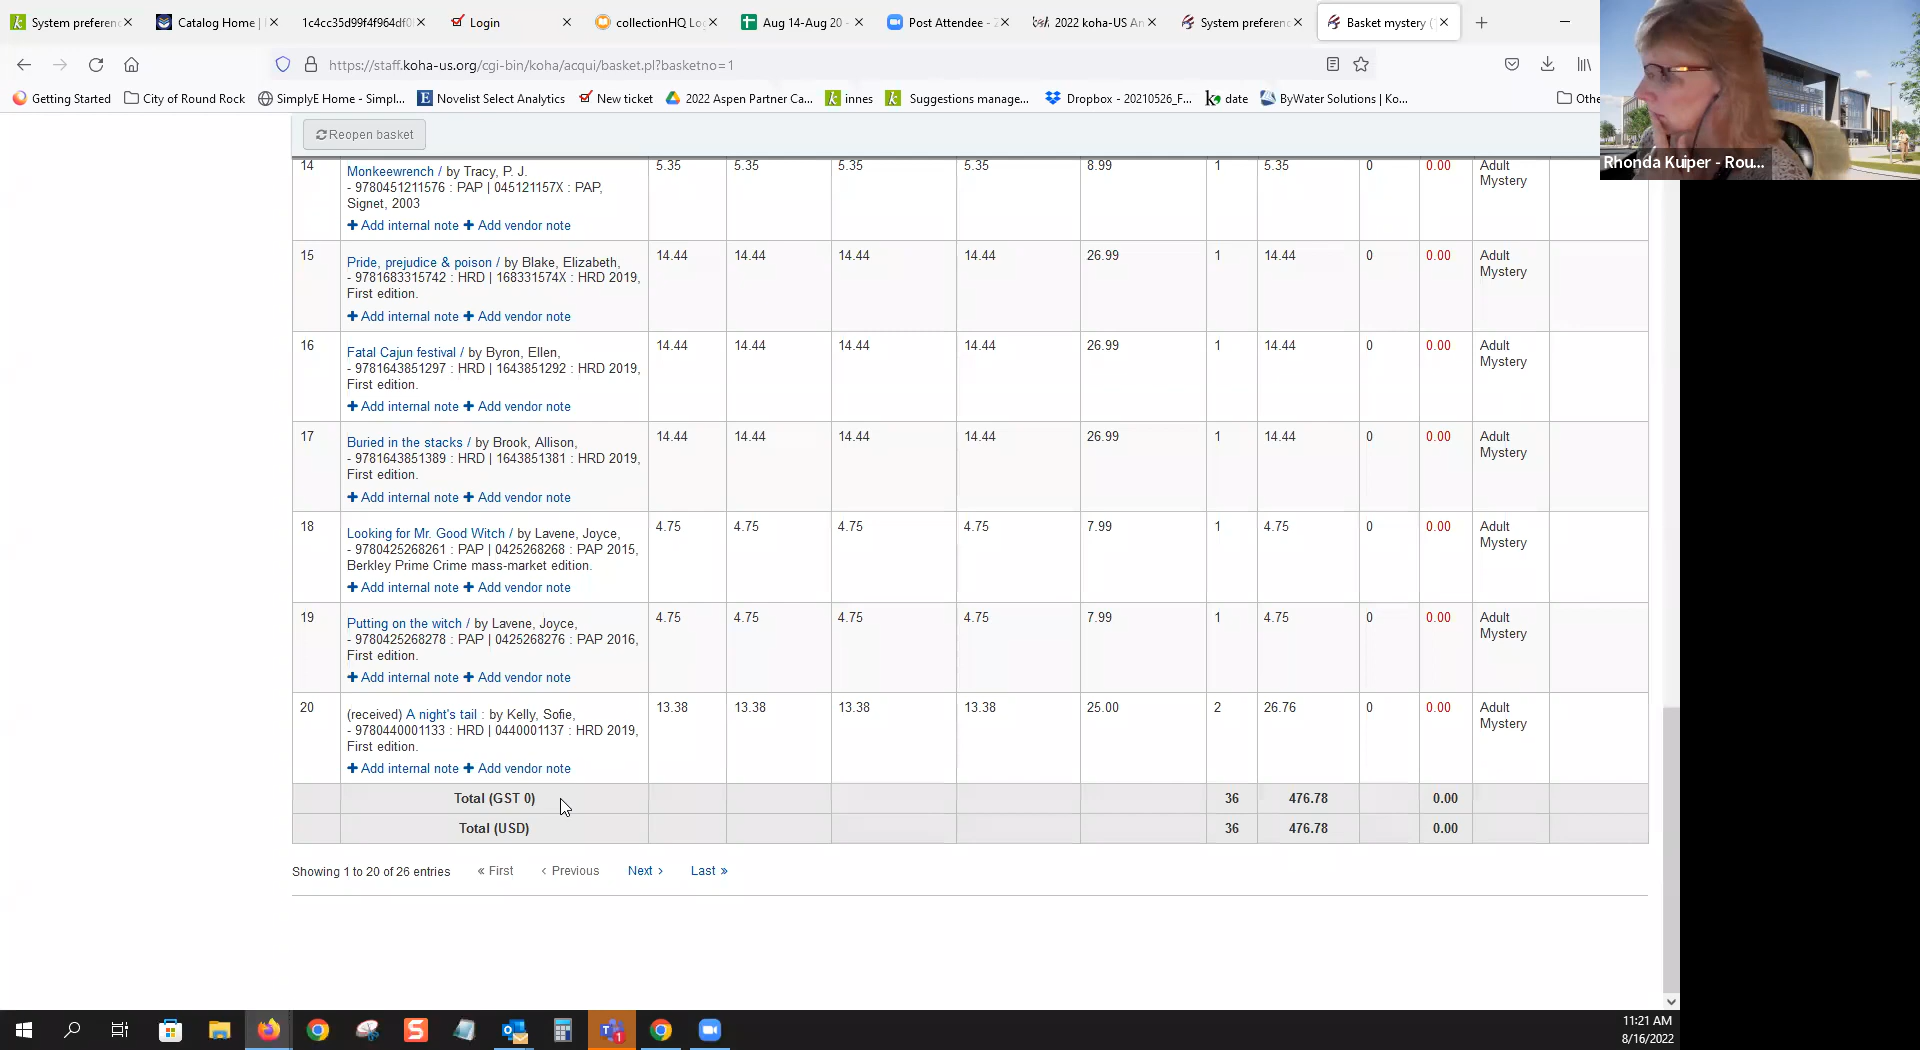 System preferenc
Catalog Home |
1c4cc35d99f4f964df0
Login
collectionHQ Lo
Aug 14-Aug 20 -
Post Attendee - Z
2022 koha-US An
System preferenc
Basket mystery (
https://staff.koha-us.org/cgi-bin/koha/acqui/basket.pl?basketno=1
Getting Started
City of Round Rock
SimplyE Home - Simpl...
Novelist Select Analytics
New ticket
2022 Aspen Partner Ca...
innes
Suggestions manage...
Dropbox - 20210526_F...
date
ByWater Solutions | Ko...
Othe
Rhonda Kuiper - Rou...
Reopen basket
14 Monkeewrench / by Tracy, P. J. 5.35 5.35 5.35 5.35 8.99 1 5.35 0 0.00 Adult Mystery
- 9780451211576 : PAP | 045121157X : PAP,
Signet, 2003
Add internal note Add vendor note
15 Pride, prejudice & poison / by Blake, Elizabeth, 14.44 14.44 14.44 14.44 26.99 1 14.44 0 0.00 Adult Mystery
- 9781683315742 : HRD | 168331574X : HRD 2019,
First edition.
Add internal note Add vendor note
16 Fatal Cajun festival / by Byron, Ellen, 14.44 14.44 14.44 14.44 26.99 1 14.44 0 0.00 Adult Mystery
- 9781643851297 : HRD | 1643851292 : HRD 2019,
First edition.
Add internal note Add vendor note
17 Buried in the stacks / by Brook, Allison, 14.44 14.44 14.44 14.44 26.99 1 14.44 0 0.00 Adult Mystery
- 9781643851389 : HRD | 1643851381 : HRD 2019,
First edition.
Add internal note Add vendor note
18 Looking for Mr. Good Witch / by Lavene, Joyce, 4.75 4.75 4.75 4.75 7.99 1 4.75 0 0.00 Adult Mystery
- 9780425268261 : PAP | 0425268268 : PAP 2015,
Berkley Prime Crime mass-market edition.
Add internal note Add vendor note
19 Putting on the witch / by Lavene, Joyce, 4.75 4.75 4.75 4.75 7.99 1 4.75 0 0.00 Adult Mystery
- 9780425268278 : PAP | 0425268276 : PAP 2016,
First edition.
Add internal note Add vendor note
20 (received) A night's tail : by Kelly, Sofie, 13.38 13.38 13.38 13.38 25.00 2 26.76 0 0.00 Adult Mystery
- 9780440001133 : HRD | 0440001137 : HRD 2019,
First edition.
Add internal note Add vendor note
Total (GST 0) 36 476.78 0.00
Total (USD) 36 476.78 0.00
Showing 1 to 20 of 26 entries « First ‹ Previous Next › Last »
11:21 AM
8/16/2022